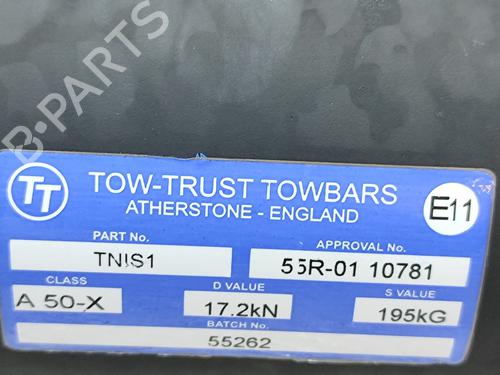 B-PARTS
TT TOW-TRUST TOWBARS E11
ATHERSTONE - ENGLAND
PART No. APPROVAL No.
TNIS1 55R-01 10781
CLASS D VALUE S VALUE
A 50-X 17.2kN 195kG
BATCH No.
55262